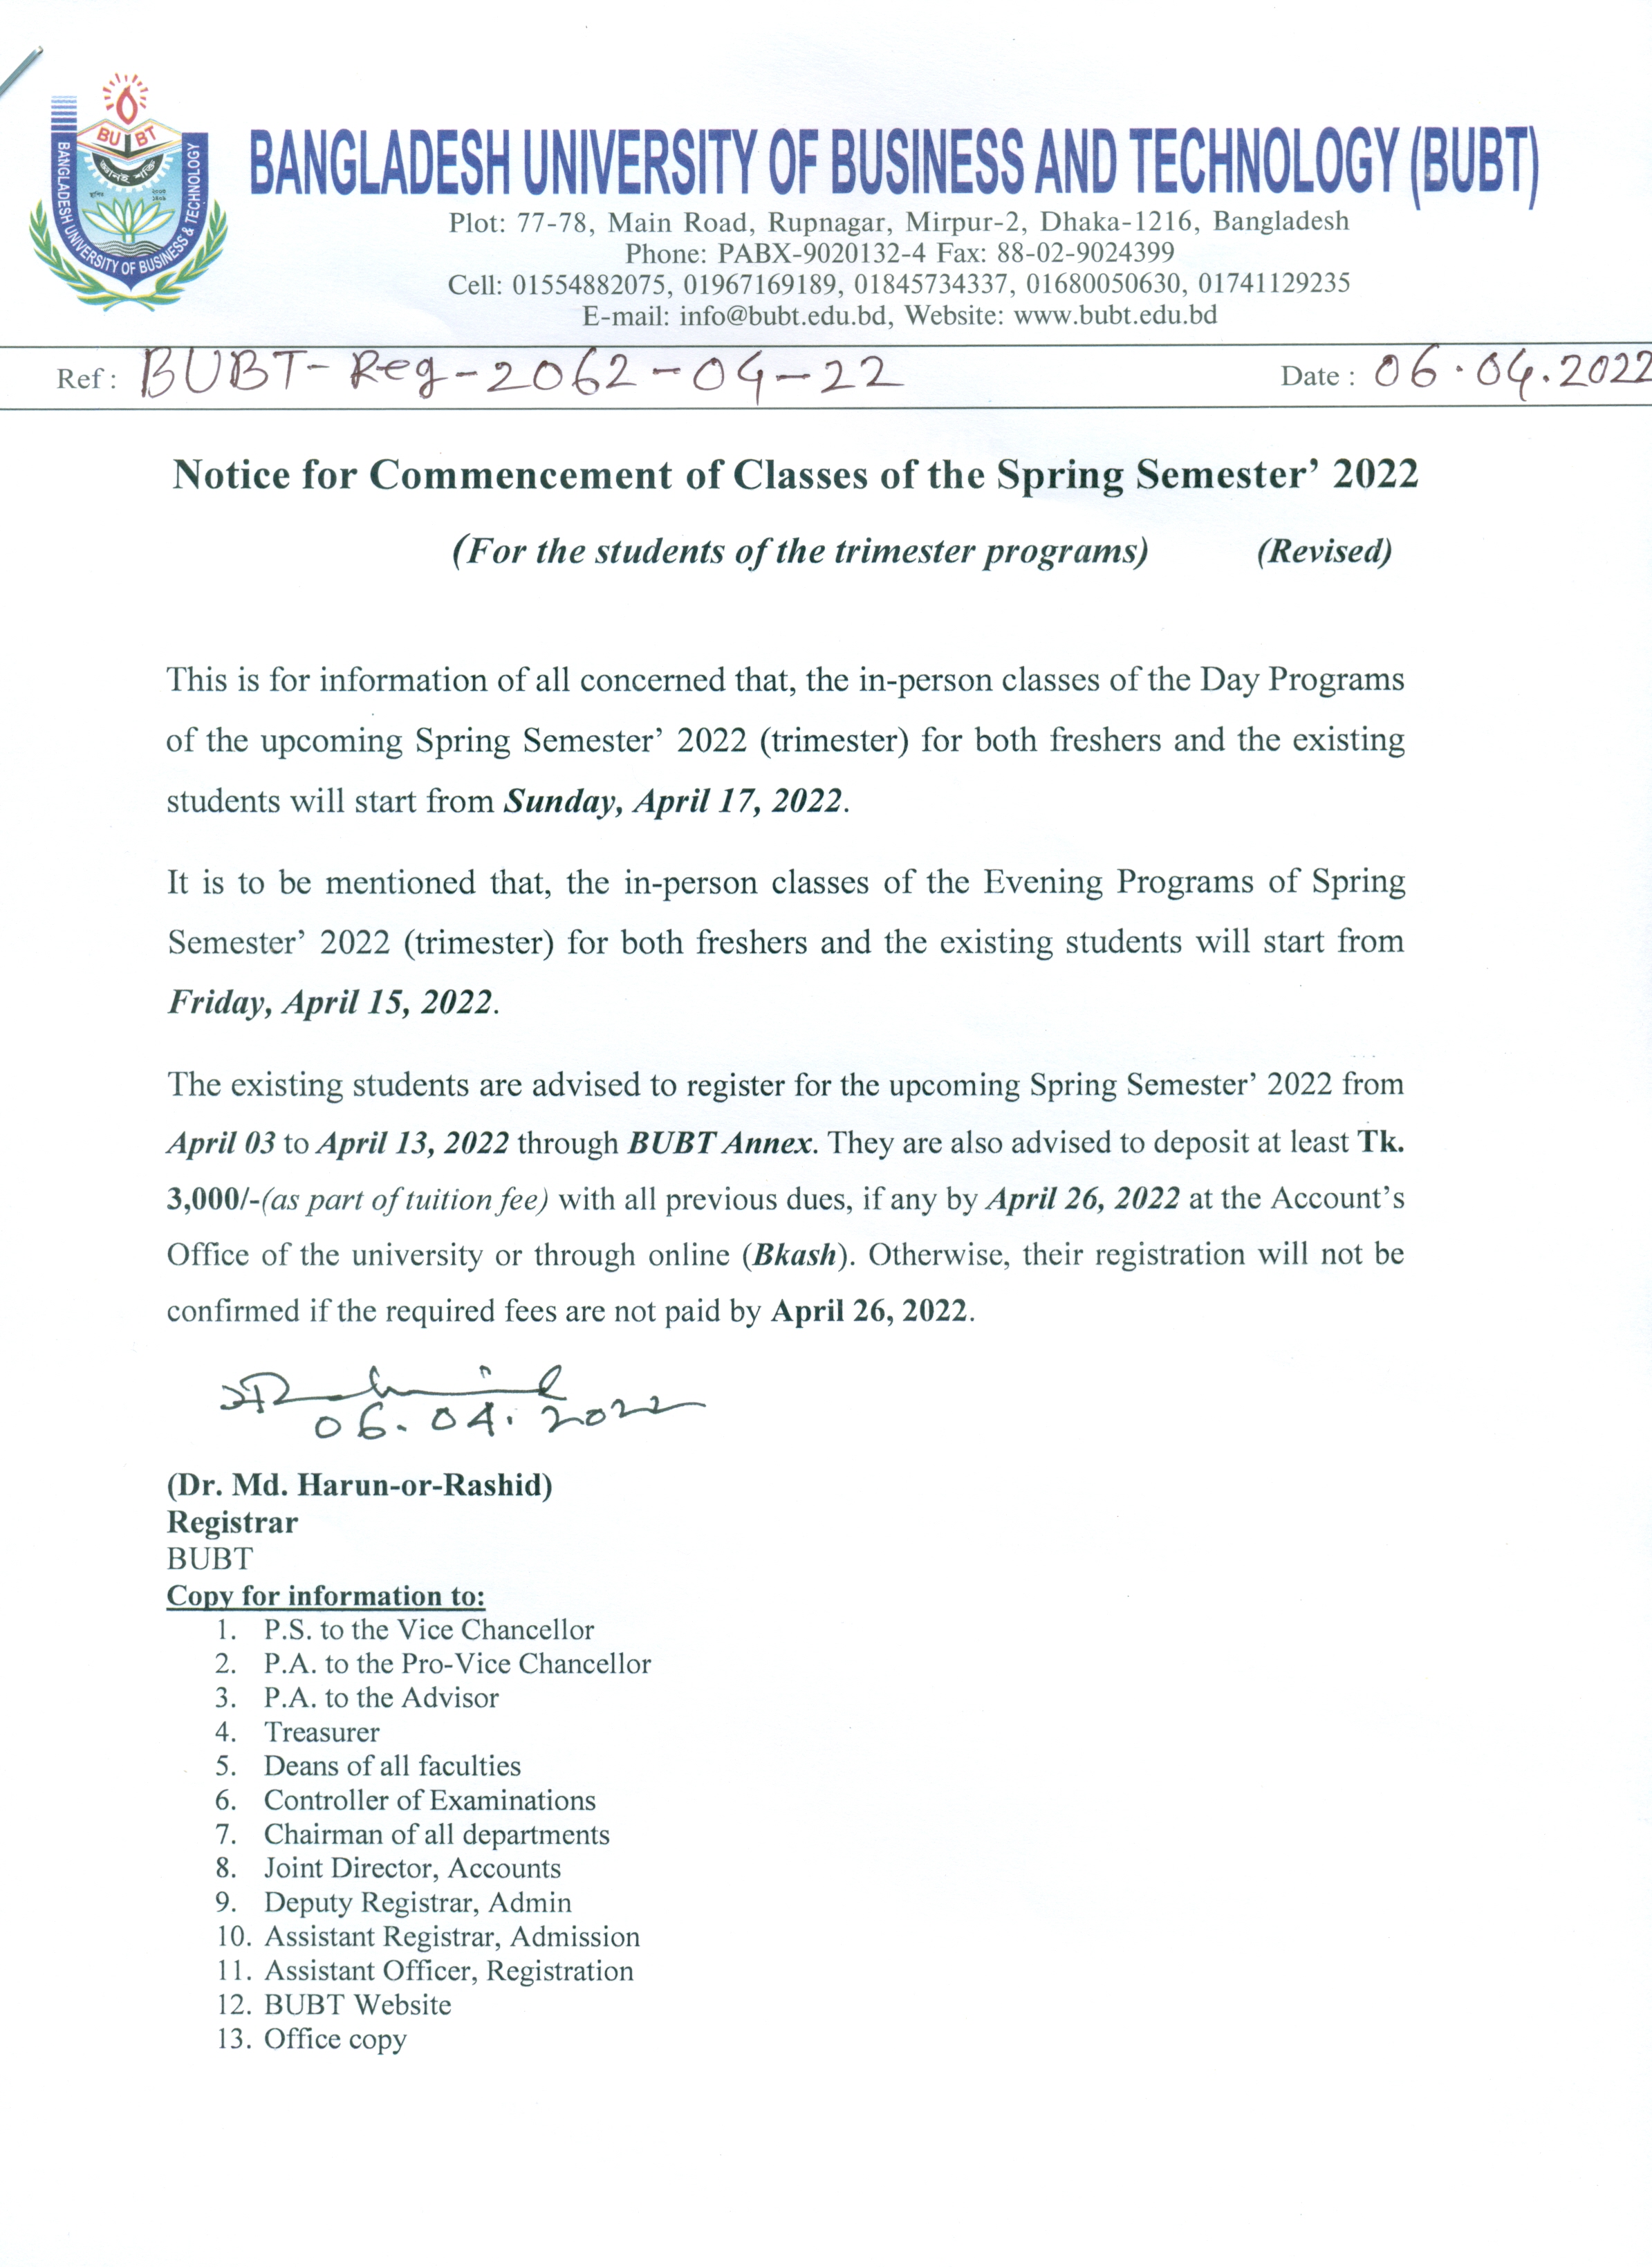 BUBT
জ্ঞানই শক্তি
স্থাপিত ২০০৩
BANGLADESH UNIVERSITY OF BUSINESS & TECHNOLOGY
BANGLADESH UNIVERSITY OF BUSINESS AND TECHNOLOGY (BUBT)
Plot: 77-78, Main Road, Rupnagar, Mirpur-2, Dhaka-1216, Bangladesh
Phone: PABX-9020132-4 Fax: 88-02-9024399
Cell: 01554882075, 01967169189, 01845734337, 01680050630, 01741129235
E-mail: info@bubt.edu.bd, Website: www.bubt.edu.bd
Ref : BUBT-Reg-2062-04-22 Date : 06.04.2022
Notice for Commencement of Classes of the Spring Semester’ 2022
(For the students of the trimester programs) (Revised)
This is for information of all concerned that, the in-person classes of the Day Programs
of the upcoming Spring Semester’ 2022 (trimester) for both freshers and the existing
students will start from Sunday, April 17, 2022.
It is to be mentioned that, the in-person classes of the Evening Programs of Spring
Semester’ 2022 (trimester) for both freshers and the existing students will start from
Friday, April 15, 2022.
The existing students are advised to register for the upcoming Spring Semester’ 2022 from
April 03 to April 13, 2022 through BUBT Annex. They are also advised to deposit at least Tk.
3,000/-(as part of tuition fee) with all previous dues, if any by April 26, 2022 at the Account’s
Office of the university or through online (Bkash). Otherwise, their registration will not be
confirmed if the required fees are not paid by April 26, 2022.
06.04.2022
(Dr. Md. Harun-or-Rashid)
Registrar
BUBT
Copy for information to:
1. P.S. to the Vice Chancellor
2. P.A. to the Pro-Vice Chancellor
3. P.A. to the Advisor
4. Treasurer
5. Deans of all faculties
6. Controller of Examinations
7. Chairman of all departments
8. Joint Director, Accounts
9. Deputy Registrar, Admin
10. Assistant Registrar, Admission
11. Assistant Officer, Registration
12. BUBT Website
13. Office copy